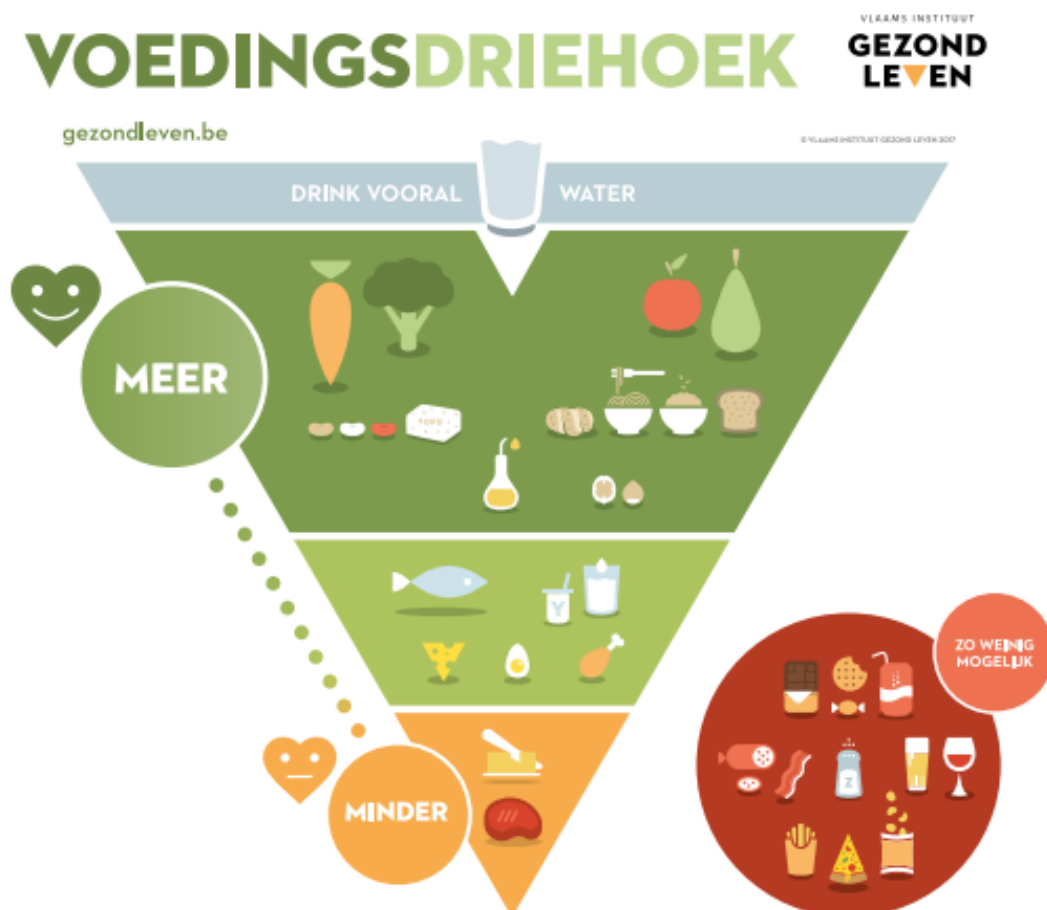 VLAAMS INSTITUUT
GEZOND
LEVEN
VOEDINGSDRIEHOEK
gezondleven.be
© VLAAMS INSTITUUT GEZOND LEVEN 2017
DRINK VOORAL WATER
MEER
TOFU
Y
ZO WEINIG
MOGELIJK
Z
MINDER